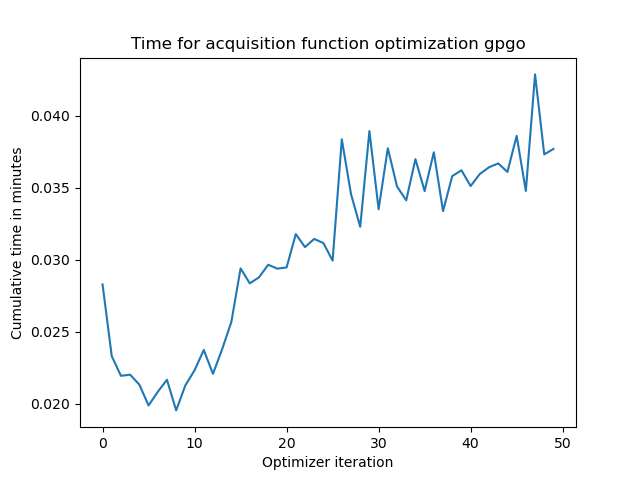 Time for acquisition function optimization gpgo
0.040
0.035
0.030
0.025
0.020
Cumulative time in minutes
0 10 20 30 40 50
Optimizer iteration